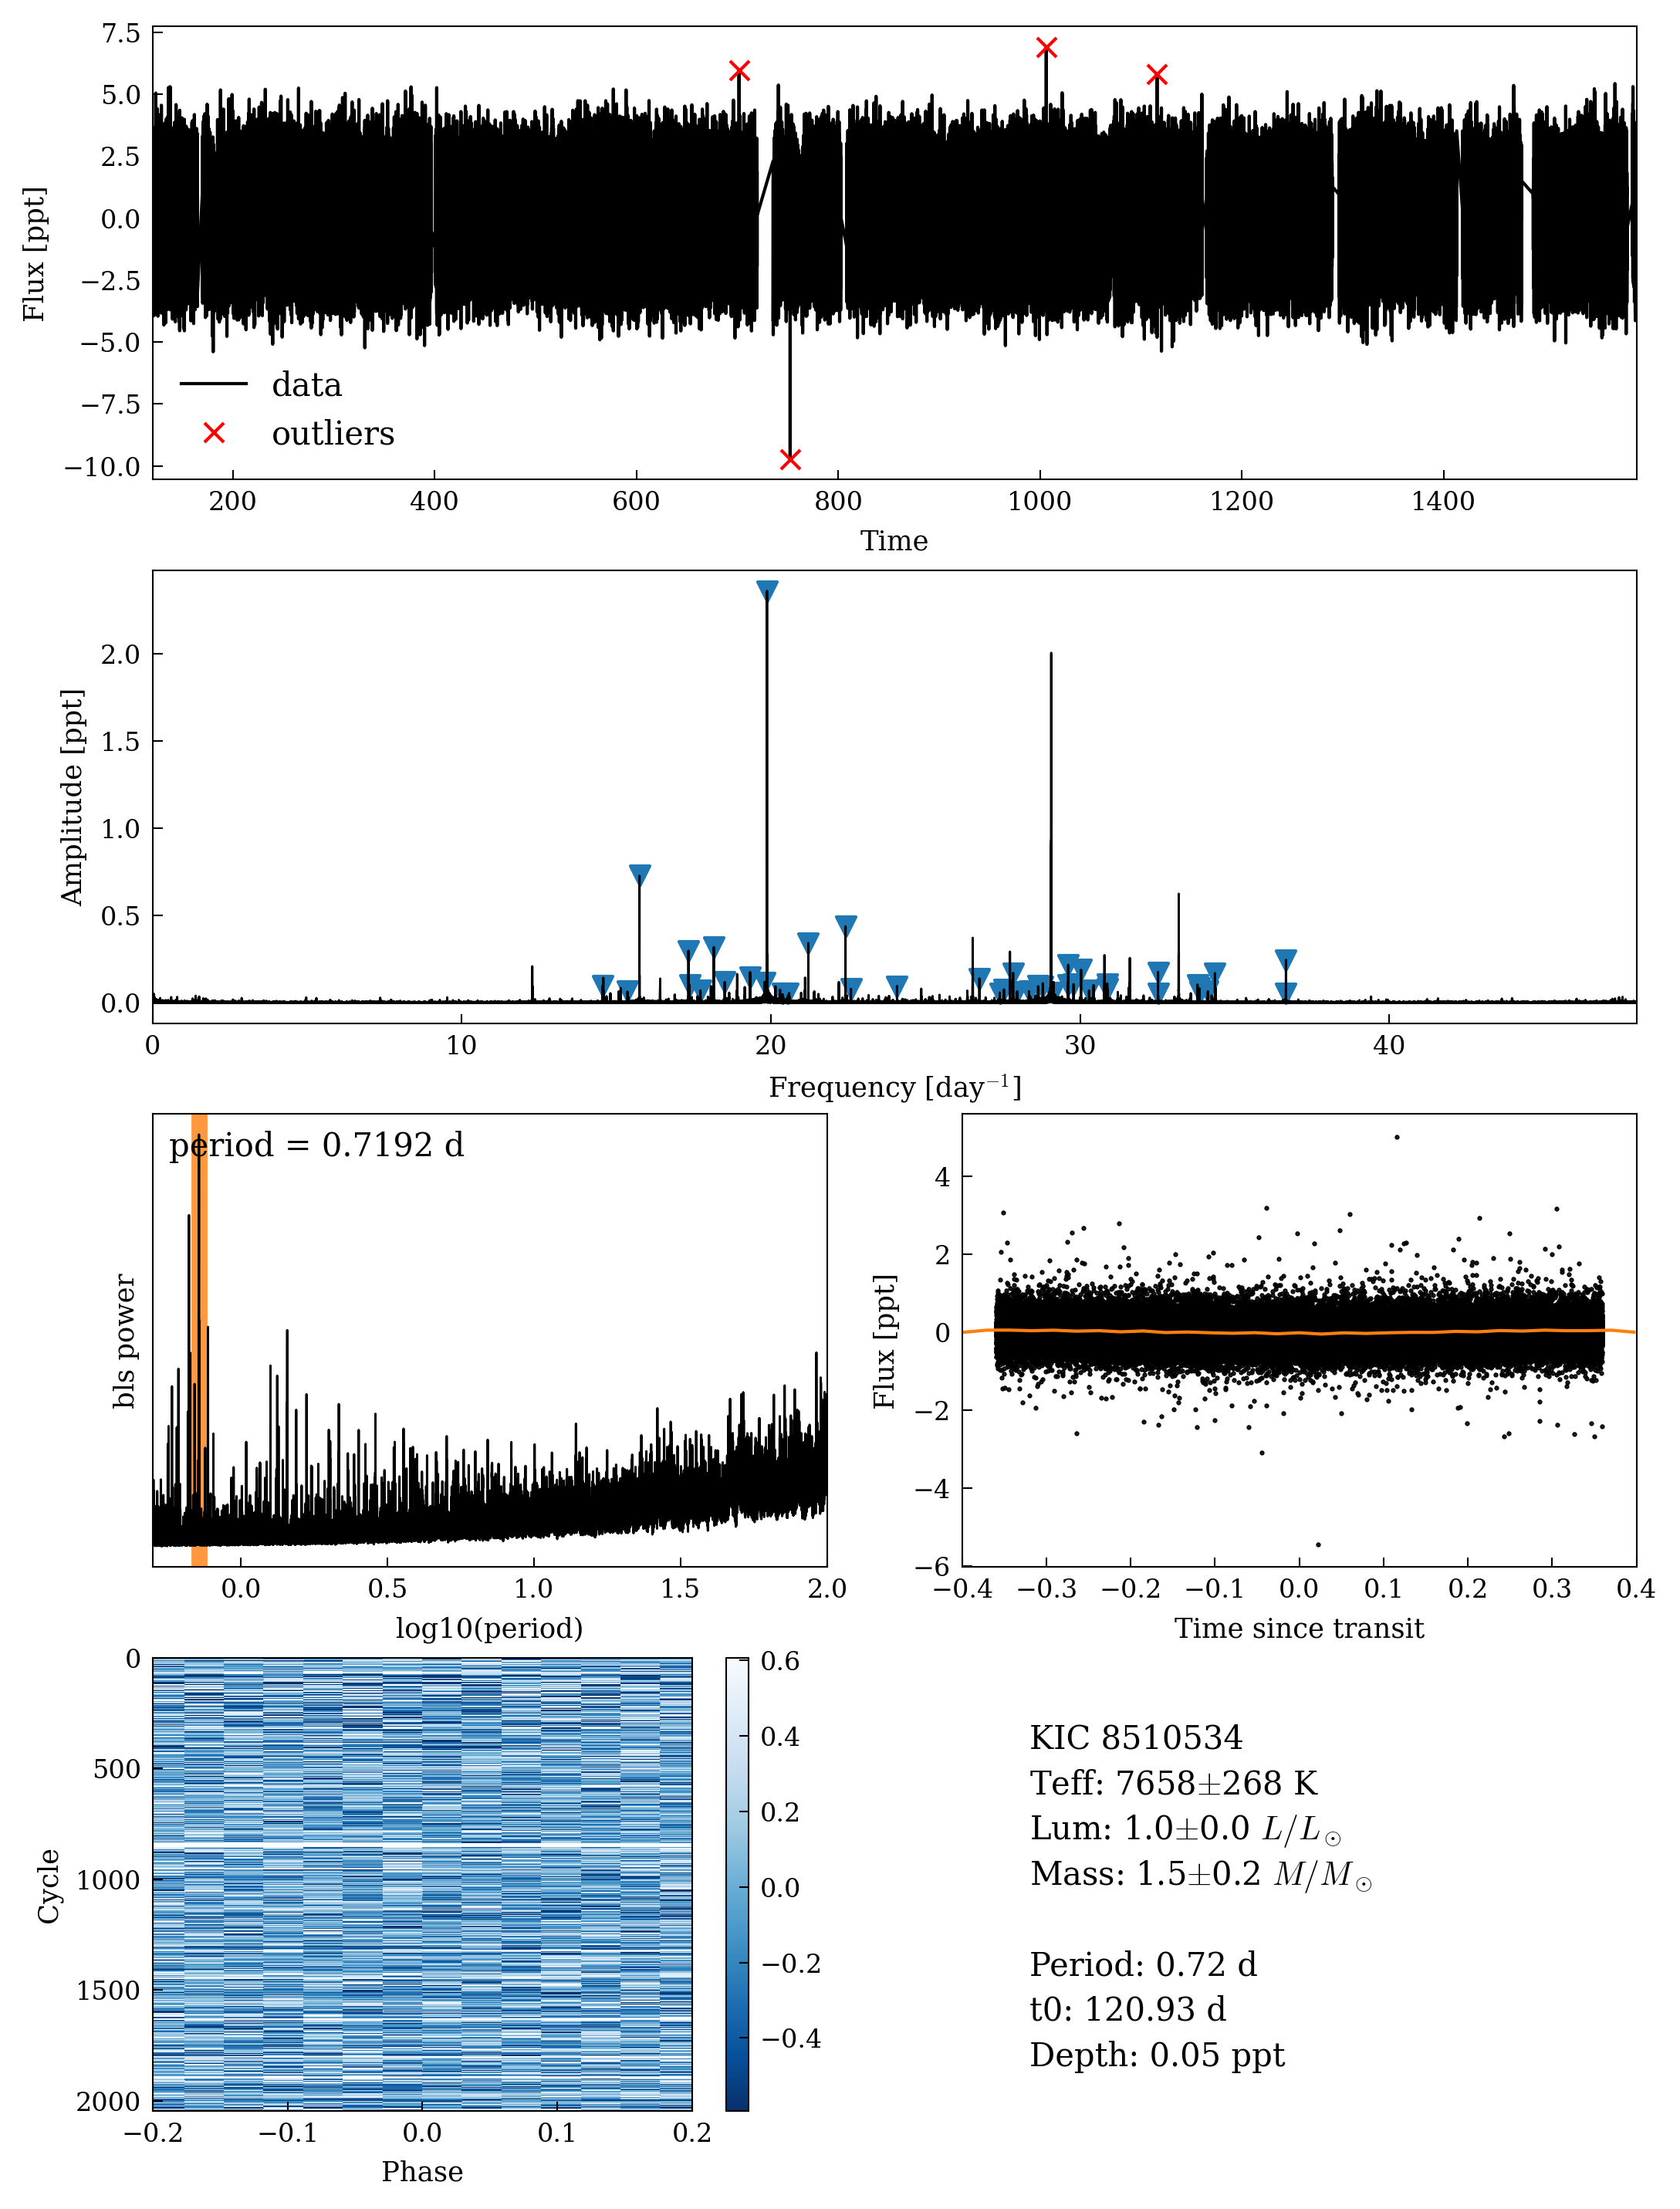 7.5
5.0
2.5
0.0
−2.5
−5.0
−7.5
−10.0
Flux [ppt]
data
outliers
200 400 600 800 1000 1200 1400
Time
2.0
1.5
1.0
0.5
0.0
Amplitude [ppt]
0 10 20 30 40
Frequency [day⁻¹]
period = 0.7192 d
bls power
0.0 0.5 1.0 1.5 2.0
log10(period)
4
2
0
−2
−4
−6
Flux [ppt]
−0.4 −0.3 −0.2 −0.1 0.0 0.1 0.2 0.3 0.4
Time since transit
0
500
1000
1500
2000
Cycle
−0.2 −0.1 0.0 0.1 0.2
Phase
0.6
0.4
0.2
0.0
−0.2
−0.4
KIC 8510534
Teff: 7658±268 K
Lum: 1.0±0.0 L/L⊙
Mass: 1.5±0.2 M/M⊙
Period: 0.72 d
t0: 120.93 d
Depth: 0.05 ppt